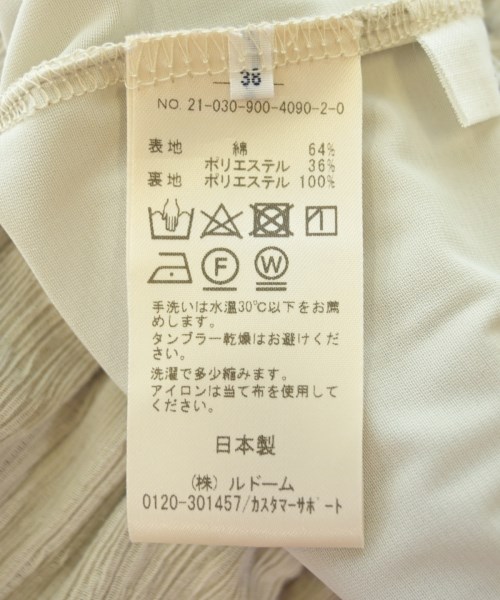 38
NO. 21-030-900-4090-2-0
表地 綿 64%
ポリエステル 36%
裏地 ポリエステル 100%
F W
手洗いは水温30℃以下をお薦
めします。
タンブラー乾燥はお避けくだ
さい。
洗濯で多少縮みます。
アイロンは当て布を使用して
ください。
日本製
(株) ルドーム
0120-301457/カスタマーサポート